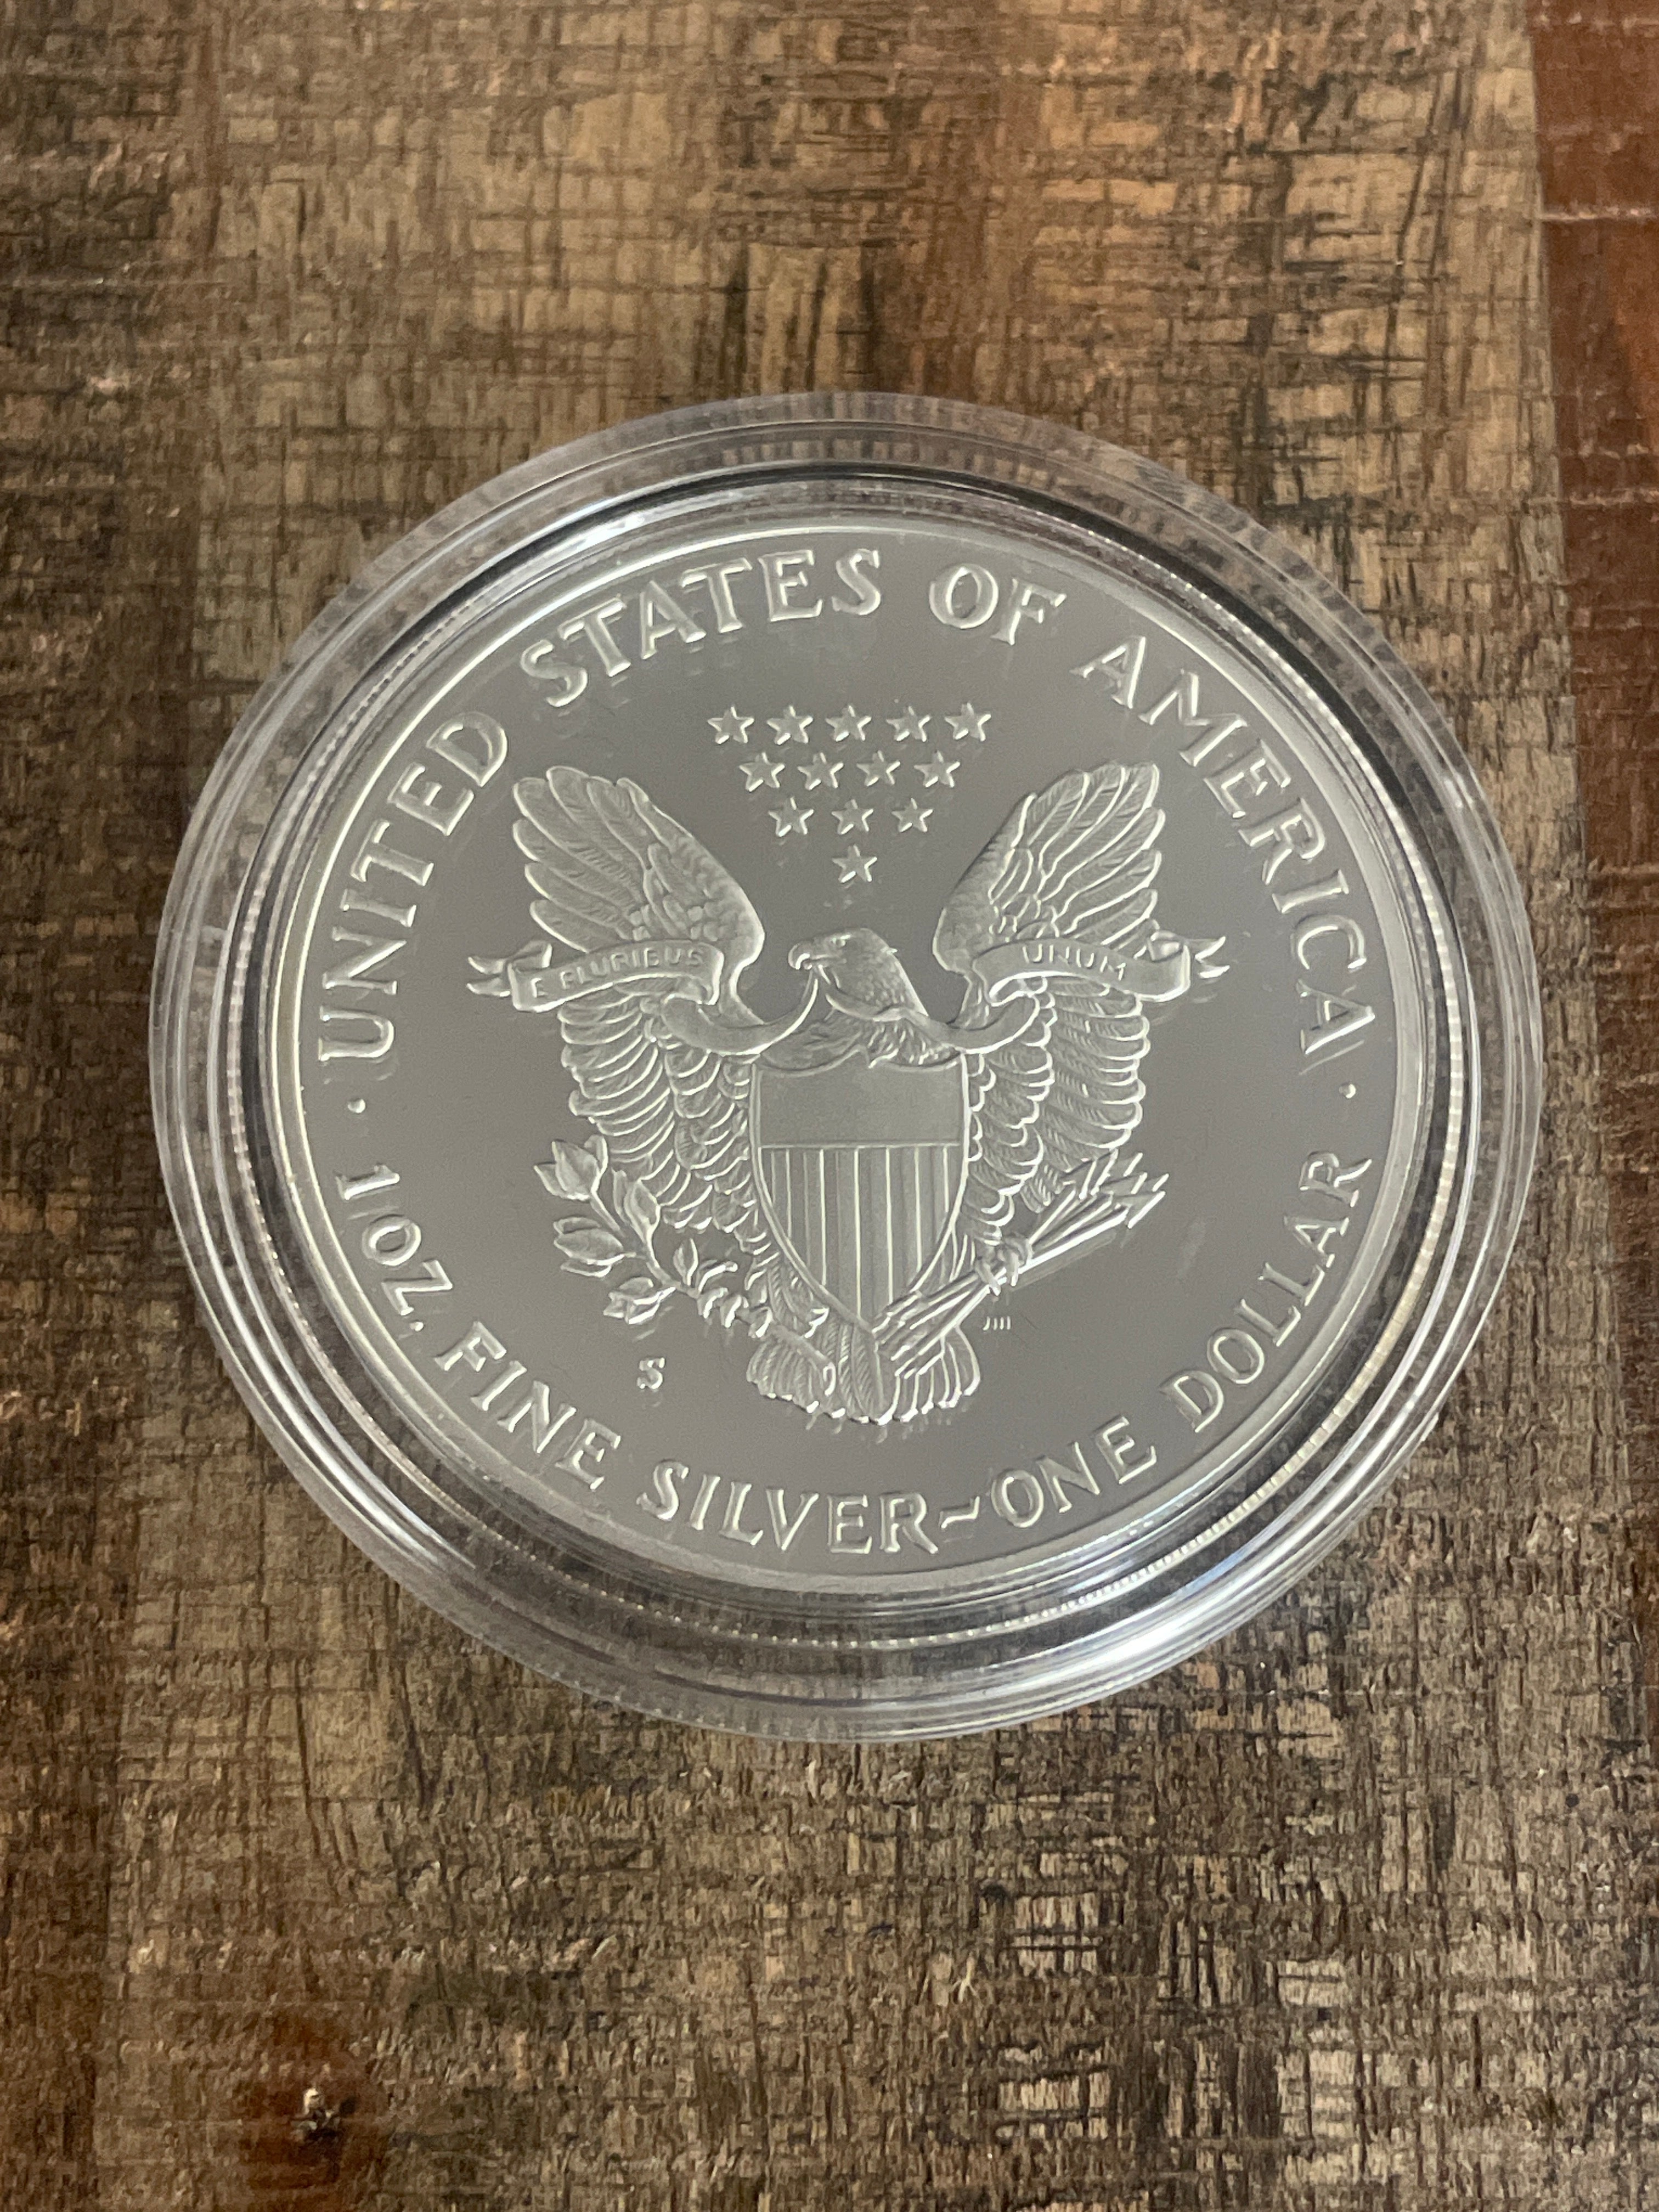 UNITED STATES OF AMERICA
E PLURIBUS UNUM
S
· 1 OZ. FINE SILVER~ONE DOLLAR ·